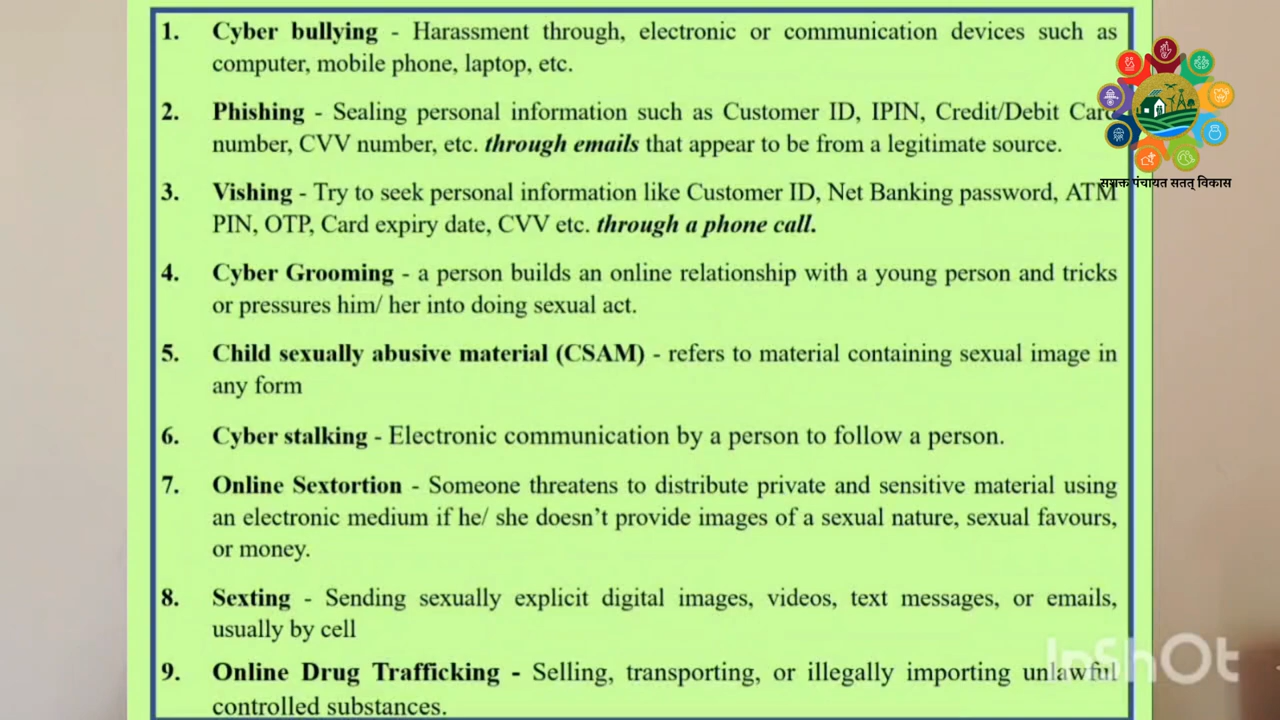 1. Cyber bullying - Harassment through, electronic or communication devices such as
computer, mobile phone, laptop, etc.
2. Phishing - Sealing personal information such as Customer ID, IPIN, Credit/Debit Card
number, CVV number, etc. through emails that appear to be from a legitimate source.
3. Vishing - Try to seek personal information like Customer ID, Net Banking password, ATM
PIN, OTP, Card expiry date, CVV etc. through a phone call.
4. Cyber Grooming - a person builds an online relationship with a young person and tricks
or pressures him/ her into doing sexual act.
5. Child sexually abusive material (CSAM) - refers to material containing sexual image in
any form
6. Cyber stalking - Electronic communication by a person to follow a person.
7. Online Sextortion - Someone threatens to distribute private and sensitive material using
an electronic medium if he/ she doesn’t provide images of a sexual nature, sexual favours,
or money.
8. Sexting - Sending sexually explicit digital images, videos, text messages, or emails,
usually by cell
9. Online Drug Trafficking - Selling, transporting, or illegally importing unlawful
controlled substances.
सशक्त पंचायत सतत् विकास
InShOt